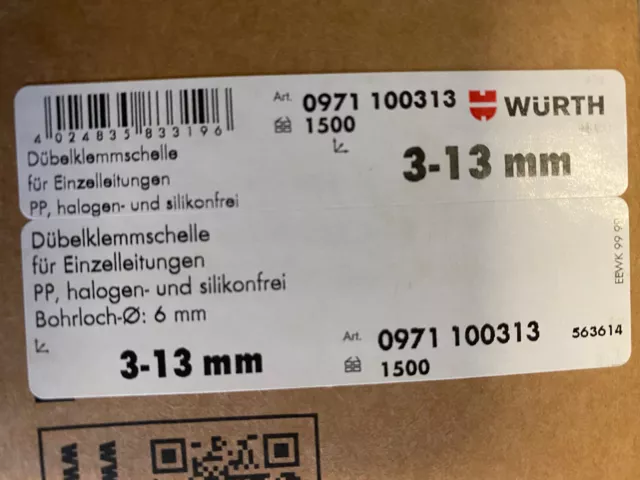 4 024835 833196
Art. 0971 100313 WÜRTH
1500
3-13 mm
Dübelklemmschelle
für Einzelleitungen
PP, halogen- und silikonfrei
Dübelklemmschelle
für Einzelleitungen
PP, halogen- und silikonfrei
Bohrloch-Ø: 6 mm
3-13 mm
Art. 0971 100313
1500
563614
EEWK 99 99
www
www